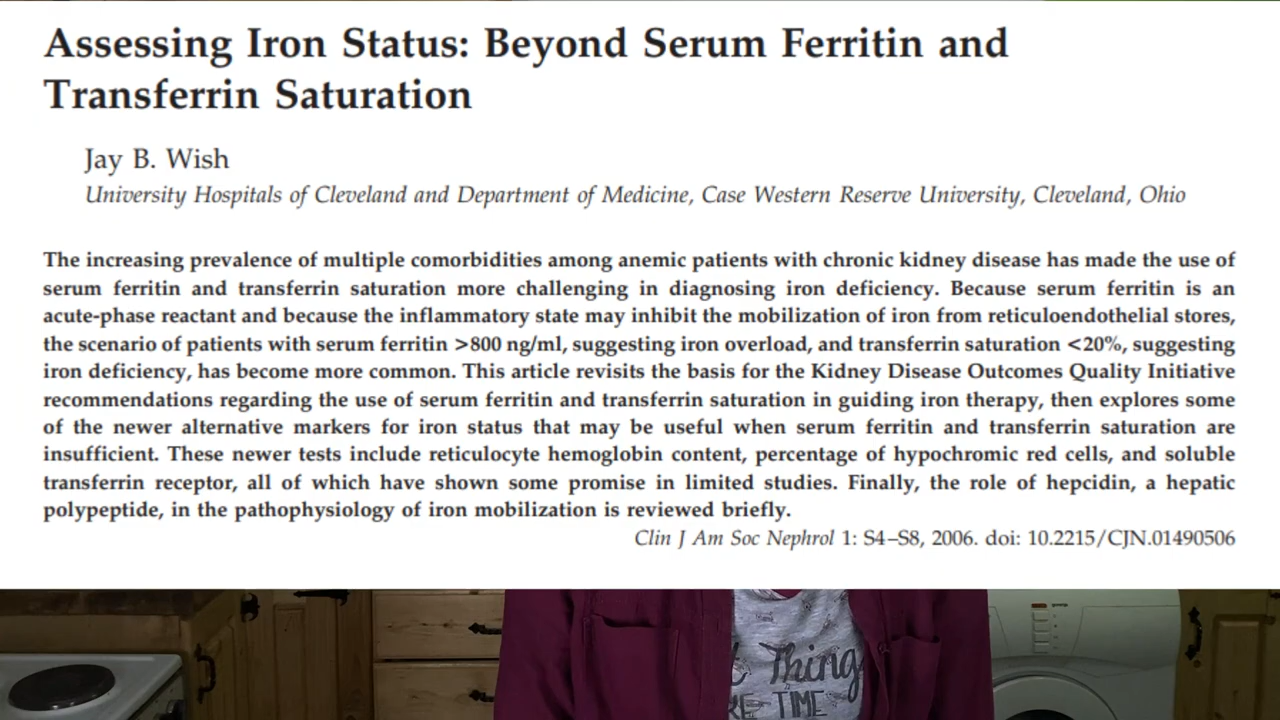 Assessing Iron Status: Beyond Serum Ferritin and
Transferrin Saturation
Jay B. Wish
University Hospitals of Cleveland and Department of Medicine, Case Western Reserve University, Cleveland, Ohio
The increasing prevalence of multiple comorbidities among anemic patients with chronic kidney disease has made the use of
serum ferritin and transferrin saturation more challenging in diagnosing iron deficiency. Because serum ferritin is an
acute-phase reactant and because the inflammatory state may inhibit the mobilization of iron from reticuloendothelial stores,
the scenario of patients with serum ferritin >800 ng/ml, suggesting iron overload, and transferrin saturation <20%, suggesting
iron deficiency, has become more common. This article revisits the basis for the Kidney Disease Outcomes Quality Initiative
recommendations regarding the use of serum ferritin and transferrin saturation in guiding iron therapy, then explores some
of the newer alternative markers for iron status that may be useful when serum ferritin and transferrin saturation are
insufficient. These newer tests include reticulocyte hemoglobin content, percentage of hypochromic red cells, and soluble
transferrin receptor, all of which have shown some promise in limited studies. Finally, the role of hepcidin, a hepatic
polypeptide, in the pathophysiology of iron mobilization is reviewed briefly.
Clin J Am Soc Nephrol 1: S4–S8, 2006. doi: 10.2215/CJN.01490506
Thing
TIME